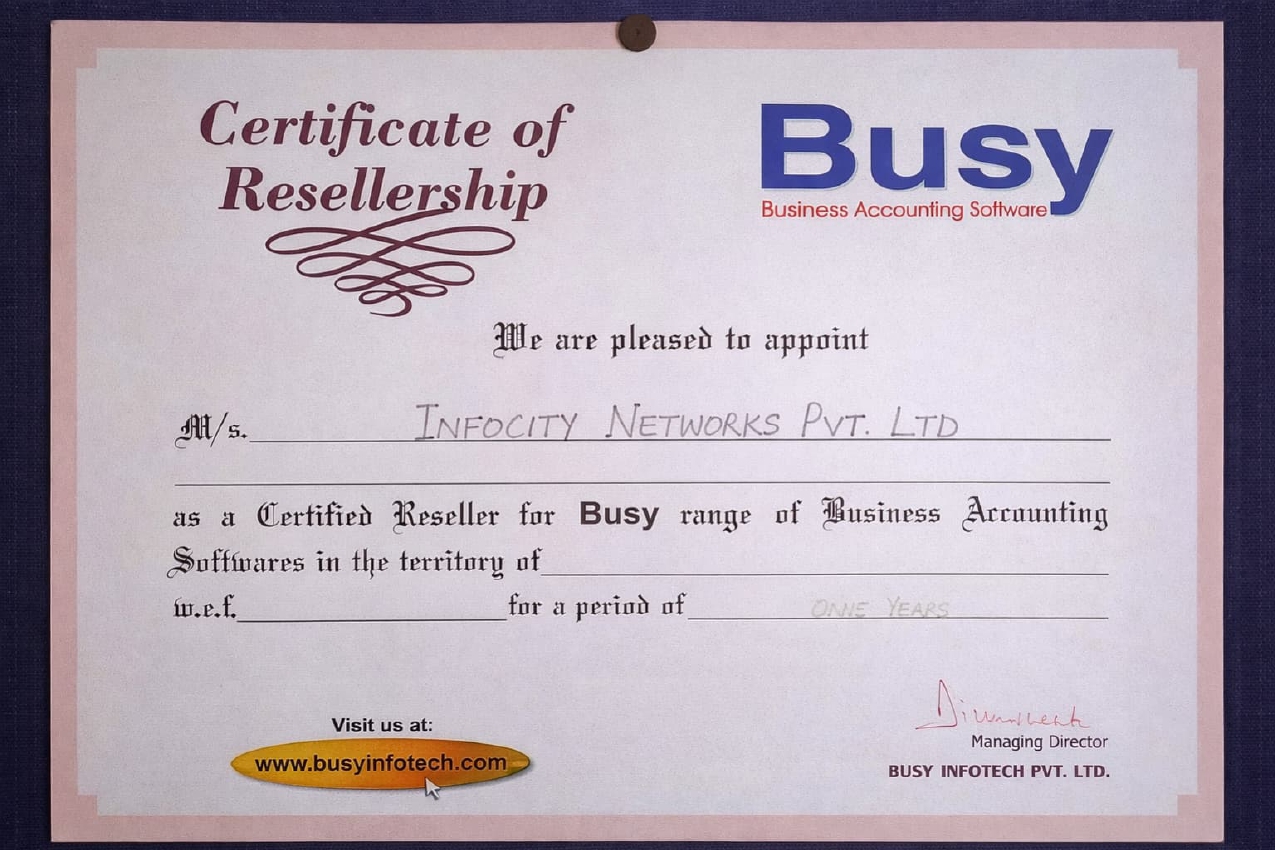 Certificate of
Resellership
Busy
Business Accounting Software
We are pleased to appoint
M/s. INFOCITY NETWORKS PVT. LTD
as a Certified Reseller for Busy range of Business Accounting
Softwares in the territory of
w.e.f. for a period of ONNE YEARS
Visit us at:
www.busyinfotech.com
Managing Director
BUSY INFOTECH PVT. LTD.